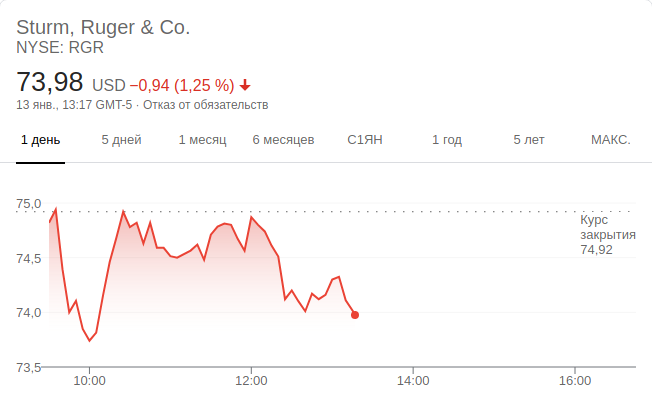 Sturm, Ruger & Co.
NYSE: RGR
73,98 USD −0,94 (1,25 %)
13 янв., 13:17 GMT-5 · Отказ от обязательств
1 день 5 дней 1 месяц 6 месяцев С1ЯН 1 год 5 лет МАКС.
75,0
Курс
закрытия
74,92
74,5
74,0
73,5
10:00 12:00 14:00 16:00